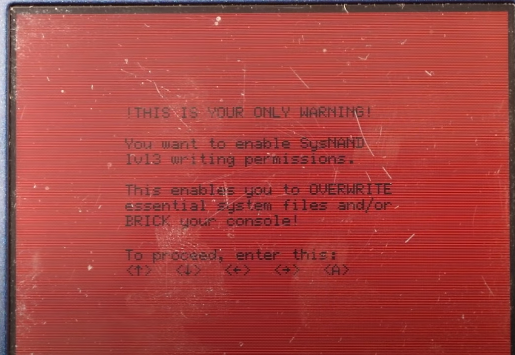 !THIS IS YOUR ONLY WARNING!
You want to enable SysNAND
lvl3 writing permissions.
This enables you to OVERWRITE
essential system files and/or
BRICK your console!
To proceed, enter this:
<↑> <↓> <←> <→> <A>